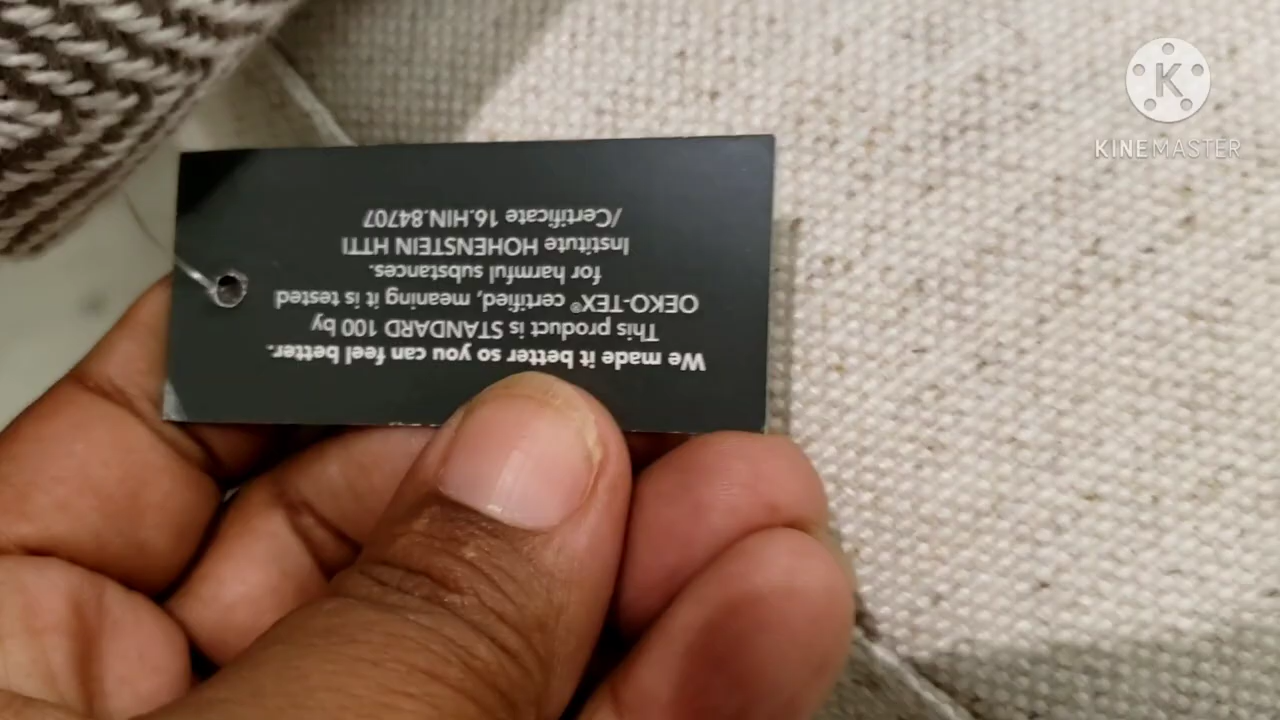 We made it better so you can feel better.
This product is STANDARD 100 by
OEKO-TEX® certified, meaning it is tested
for harmful substances.
Institute HOHENSTEIN HTTI
/Certificate 16.HIN.84707
K
KINEMASTER